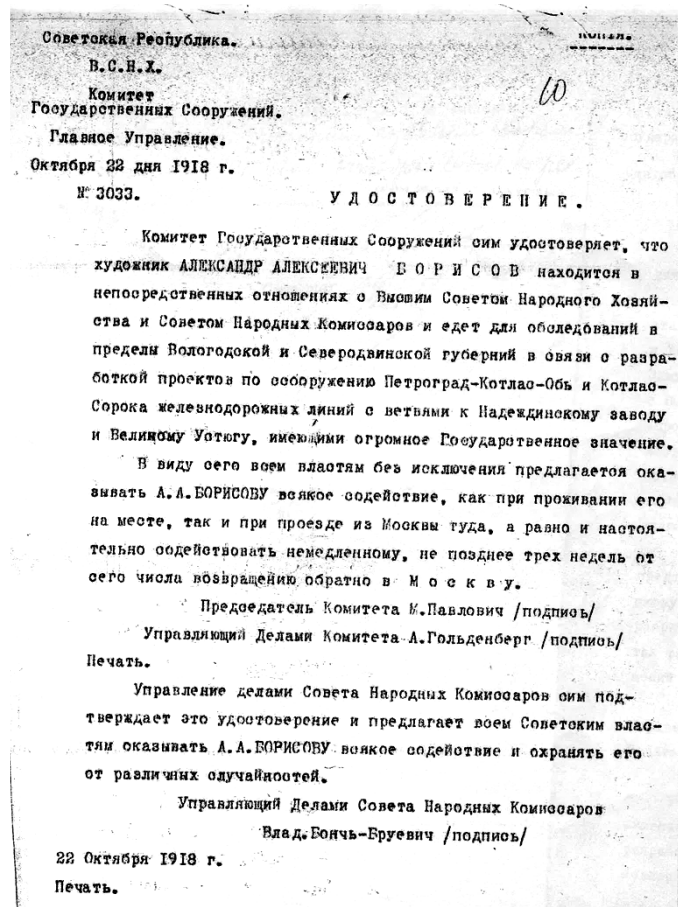 Советская Республика.
КОПИЯ.
В.С.Н.Х.
10
Комитет
Государственных Сооружений.
Главное Управление.
Октября 22 дня 1918 г.
№ 3033.
УДОСТОВЕРЕНИЕ.
Комитет Государственных Сооружений сим удостоверяет, что
художник АЛЕКСАНДР АЛЕКСЕЕВИЧ БОРИСОВ находится в
непосредственных отношениях с Высшим Советом Народного Хозяй-
ства и Советом Народных Комиссаров и едет для обследований в
пределы Вологодской и Северодвинской губерний в связи с разра-
боткой проектов по сооружению Петроград-Котлас-Обь и Котлас-
Сорока железнодорожных линий с ветвями к Надеждинскому заводу
и Великому Устюгу, имеющими огромное Государственное значение.
В виду сего всем властям без исключения предлагается ока-
зывать А.А.БОРИСОВУ всякое содействие, как при проживании его
на месте, так и при проезде из Москвы туда, а равно и настоя-
тельно содействовать немедленному, не позднее трех недель от
сего числа возвращению обратно в Москву.
Председатель Комитета М.Павлович /подпись/
Управляющий Делами Комитета А.Гольденберг /подпись/
Печать.
Управление делами Совета Народных Комиссаров сим под-
тверждает это удостоверение и предлагает всем Советским влас-
тям оказывать А.А.БОРИСОВУ всякое содействие и охранять его
от различных случайностей.
Управляющий Делами Совета Народных Комиссаров
Влад.Бончь-Бруевич /подпись/
22 Октября 1918 г.
Печать.